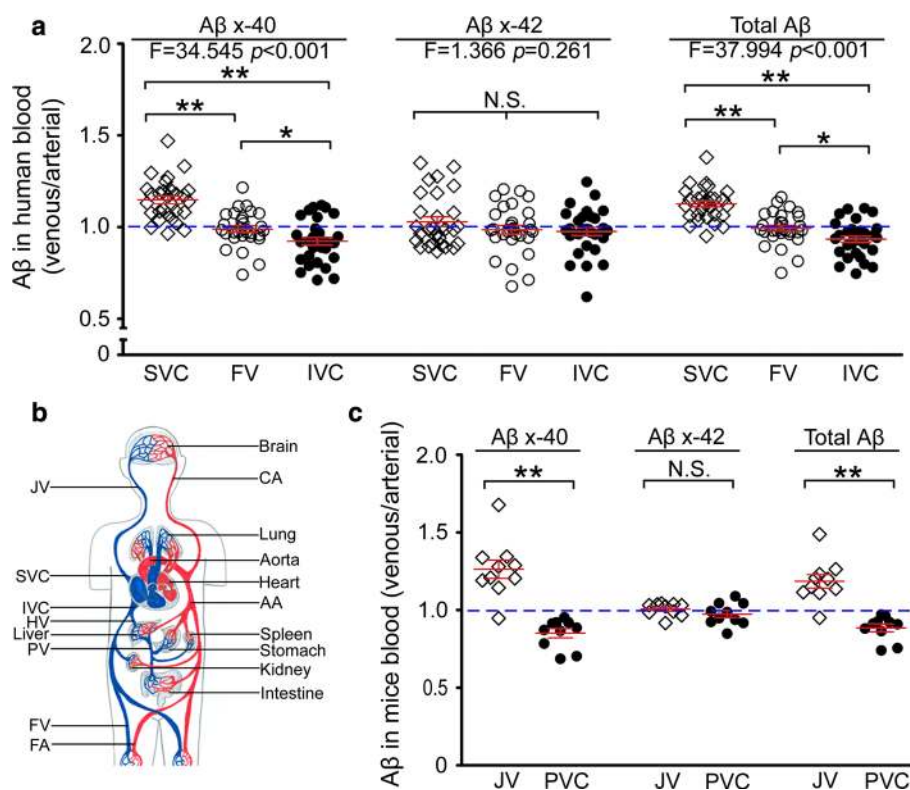 a
Aβ x-40 Aβ x-42 Total Aβ
F=34.545 p<0.001 F=1.366 p=0.261 F=37.994 p<0.001
** N.S. **
** * ** *
Aβ in human blood
(venous/arterial)
2.0
1.5
1.0
0.5
0
SVC FV IVC SVC FV IVC SVC FV IVC
b
Brain
CA
JV
Lung
Aorta
SVC
Heart
IVC
AA
HV
Liver
Spleen
PV
Stomach
Kidney
Intestine
FV
FA
c
Aβ x-40 Aβ x-42 Total Aβ
** N.S. **
Aβ in mice blood (venous/arterial)
2.0
1.5
1.0
0.5
0
JV PVC JV PVC JV PVC